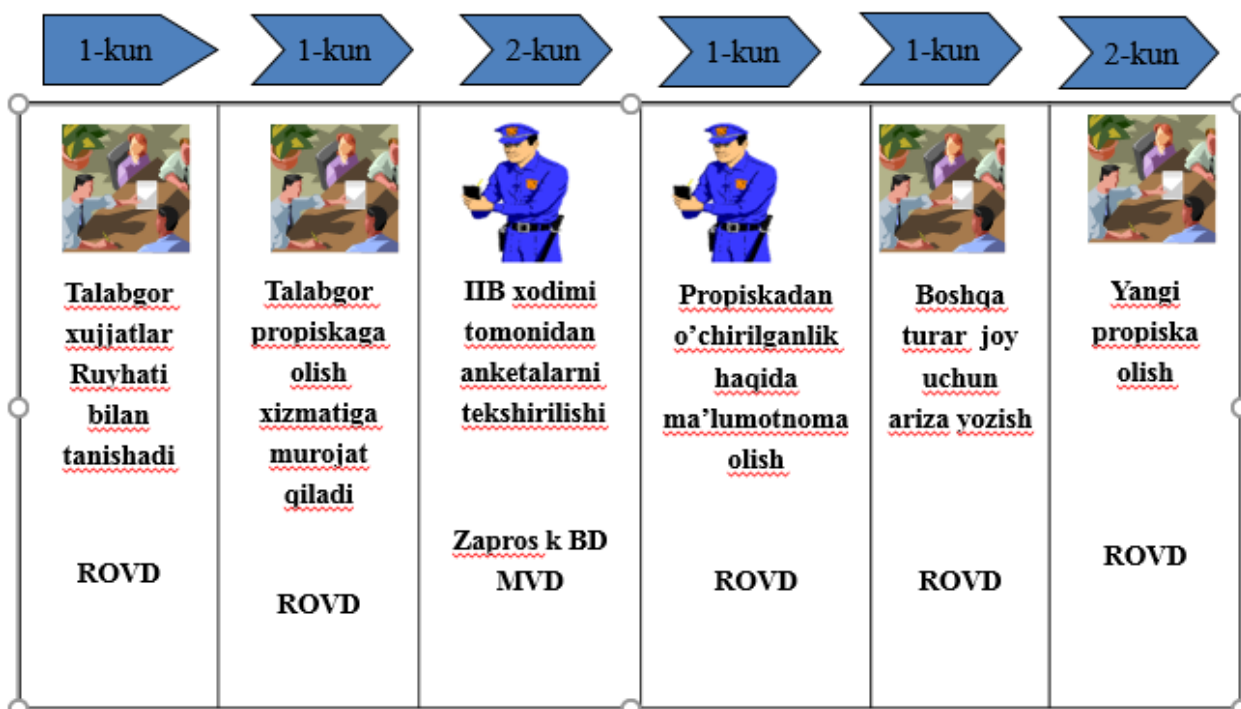 1-kun
1-kun
2-kun
1-kun
1-kun
2-kun
Talabgor
xujjatlar
Ruyhati
bilan
tanishadi
ROVD
Talabgor
propiskaga
olish
xizmatiga
murojat
qiladi
ROVD
IIB xodimi
tomonidan
anketalarni
tekshirilishi
Zapros k BD
MVD
Propiskadan
o’chirilganlik
haqida
ma’lumotnoma
olish
ROVD
Boshqa
turar joy
uchun
ariza yozish
ROVD
Yangi
propiska
olish
ROVD